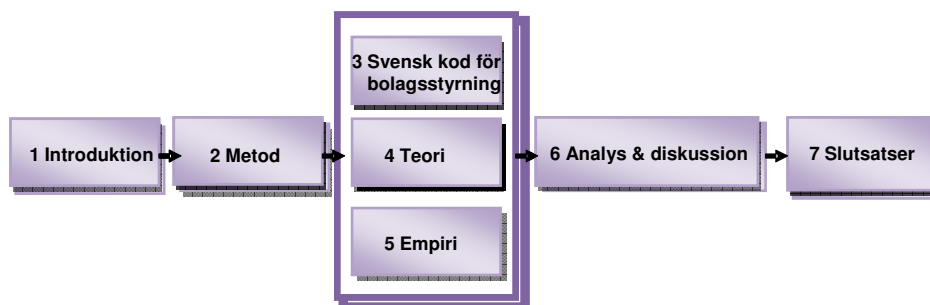 1 Introduktion
2 Metod
3 Svensk kod för
bolagsstyrning
4 Teori
5 Empiri
6 Analys & diskussion
7 Slutsatser